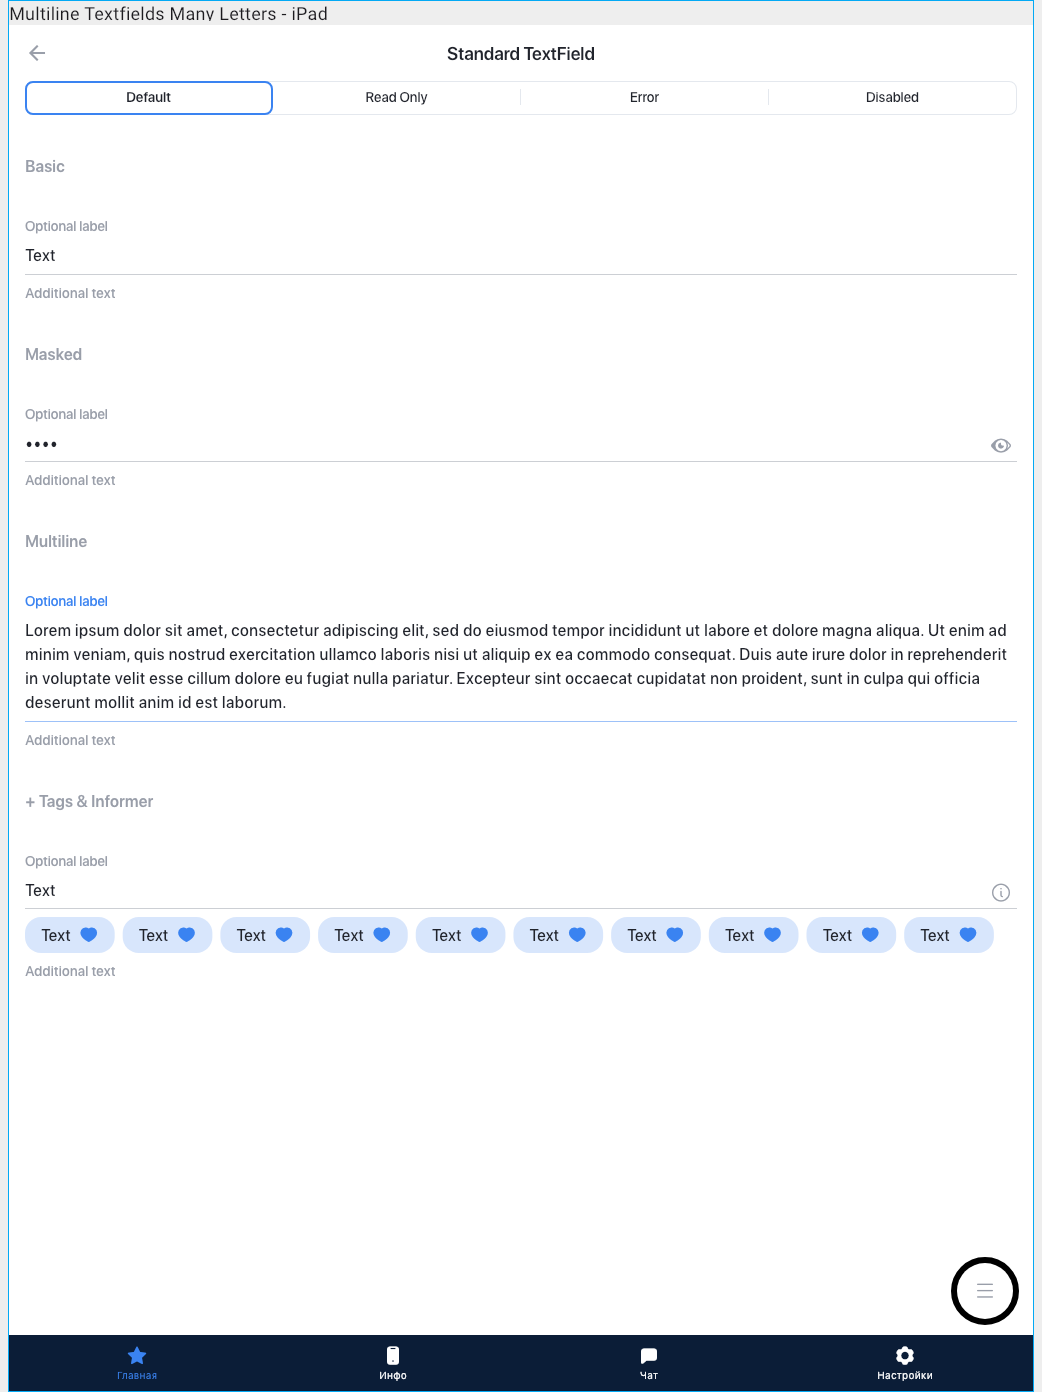 Multiline Textfields Many Letters - iPad
Standard TextField
Default Read Only Error Disabled
Basic
Optional label
Text
Additional text
Masked
Optional label
••••
Additional text
Multiline
Optional label
Lorem ipsum dolor sit amet, consectetur adipiscing elit, sed do eiusmod tempor incididunt ut labore et dolore magna aliqua. Ut enim ad
minim veniam, quis nostrud exercitation ullamco laboris nisi ut aliquip ex ea commodo consequat. Duis aute irure dolor in reprehenderit
in voluptate velit esse cillum dolore eu fugiat nulla pariatur. Excepteur sint occaecat cupidatat non proident, sunt in culpa qui officia
deserunt mollit anim id est laborum.
Additional text
+ Tags & Informer
Optional label
Text
Text Text Text Text Text Text Text Text Text Text
Additional text
Главная Инфо Чат Настройки